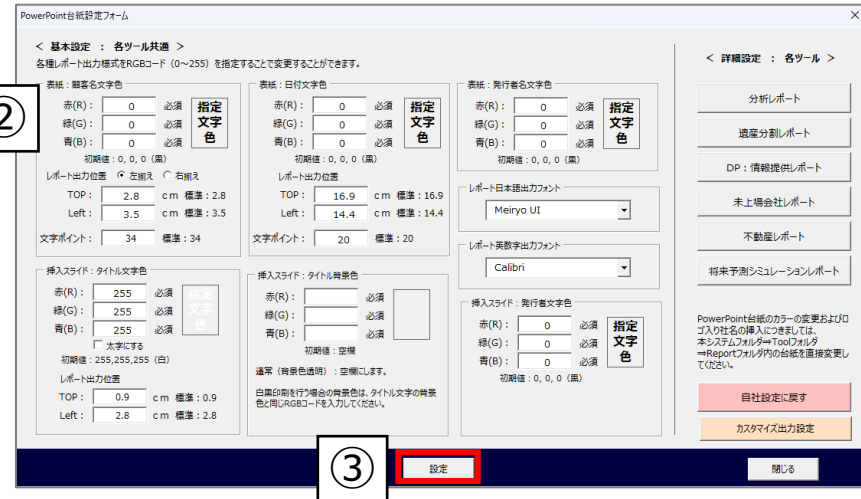 PowerPoint台紙設定フォーム
×
< 基本設定 : 各ツール共通 >
各種レポート出力様式をRGBコード(0~255)を指定することで変更することができます。
②
表紙:顧客名文字色
赤(R): 0 必須
緑(G): 0 必須
青(B): 0 必須
指定
文字
色
初期値:0, 0, 0 (黒)
レポート出力位置 左揃え 右揃え
TOP: 2.8 cm 標準:2.8
Left: 3.5 cm 標準:3.5
文字ポイント: 34 標準:34
表紙:日付文字色
赤(R): 0 必須
緑(G): 0 必須
青(B): 0 必須
指定
文字
色
初期値:0, 0, 0 (黒)
レポート出力位置
TOP: 16.9 cm 標準:16.9
Left: 14.4 cm 標準:14.4
文字ポイント: 20 標準:20
表紙:発行者名文字色
赤(R): 0 必須
緑(G): 0 必須
青(B): 0 必須
指定
文字
色
初期値:0, 0, 0 (黒)
レポート日本語出力フォント
Meiryo UI
レポート英数字出力フォント
Calibri
挿入スライド:タイトル文字色
赤(R): 255 必須
緑(G): 255 必須
青(B): 255 必須
指定
文字
色
太字にする
初期値:255,255,255 (白)
レポート出力位置
TOP: 0.9 cm 標準:0.9
Left: 2.8 cm 標準:2.8
挿入スライド:タイトル背景色
赤(R): 必須
緑(G): 必須
青(B): 必須
初期値:空欄
通常(背景色透明):空欄にします。
白黒印刷を行う場合の背景色は、タイトル文字の背景
色と同じRGBコードを入力してください。
挿入スライド:発行者文字色
赤(R): 0 必須
緑(G): 0 必須
青(B): 0 必須
指定
文字
色
初期値:0, 0, 0 (黒)
< 詳細設定 : 各ツール >
分析レポート
遺産分割レポート
DP:情報提供レポート
未上場会社レポート
不動産レポート
将来予測シミュレーションレポート
PowerPoint台紙のカラーの変更およびロ
ゴ入り社名の挿入につきましては、
本システムフォルダ⇒Toolフォルダ
⇒Reportフォルダ内の台紙を直接変更し
てください。
自社設定に戻す
カスタマイズ出力設定
③
設定
閉じる